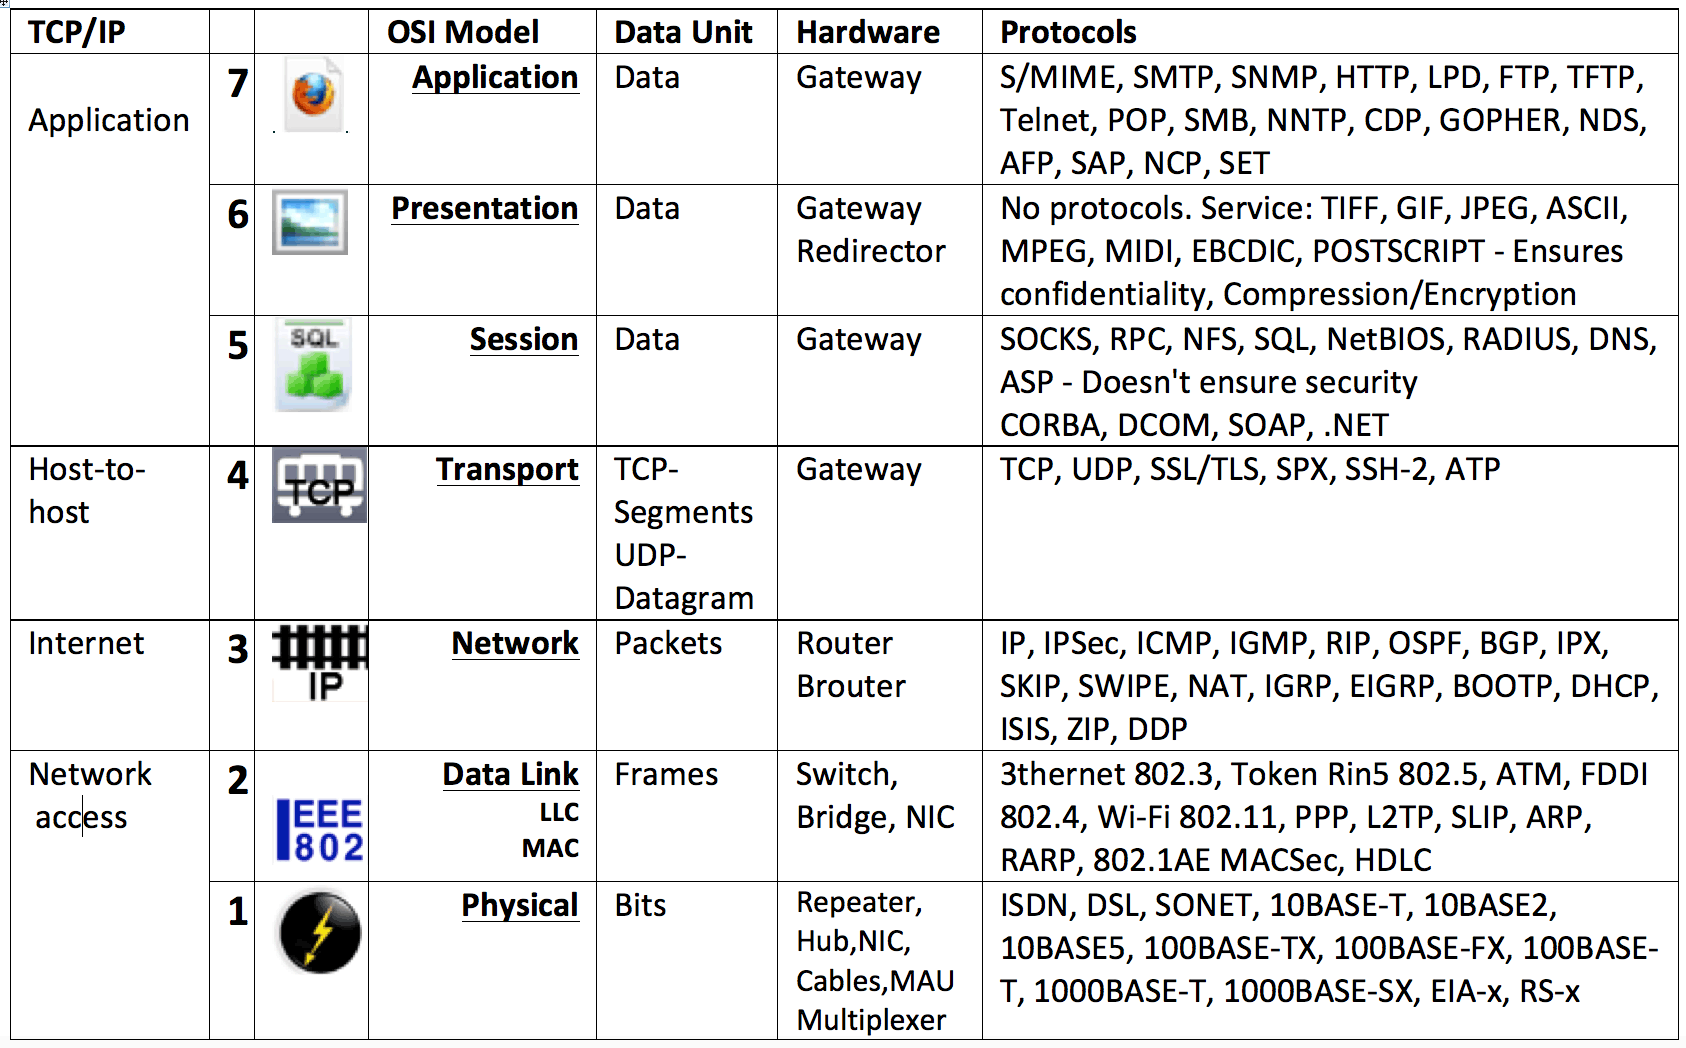 TCP/IP OSI Model Data Unit Hardware Protocols
Application
7
Application
Data
Gateway
S/MIME, SMTP, SNMP, HTTP, LPD, FTP, TFTP,
Telnet, POP, SMB, NNTP, CDP, GOPHER, NDS,
AFP, SAP, NCP, SET
6
Presentation
Data
Gateway
Redirector
No protocols. Service: TIFF, GIF, JPEG, ASCII,
MPEG, MIDI, EBCDIC, POSTSCRIPT - Ensures
confidentiality, Compression/Encryption
5
SQL
Session
Data
Gateway
SOCKS, RPC, NFS, SQL, NetBIOS, RADIUS, DNS,
ASP - Doesn't ensure security
CORBA, DCOM, SOAP, .NET
Host-to-
host
4
TCP
Transport
TCP-
Segments
UDP-
Datagram
Gateway
TCP, UDP, SSL/TLS, SPX, SSH-2, ATP
Internet
3
IP
Network
Packets
Router
Brouter
IP, IPSec, ICMP, IGMP, RIP, OSPF, BGP, IPX,
SKIP, SWIPE, NAT, IGRP, EIGRP, BOOTP, DHCP,
ISIS, ZIP, DDP
Network
access
2
IEEE
802
Data Link
LLC
MAC
Frames
Switch,
Bridge, NIC
3thernet 802.3, Token Rin5 802.5, ATM, FDDI
802.4, Wi-Fi 802.11, PPP, L2TP, SLIP, ARP,
RARP, 802.1AE MACSec, HDLC
1
Physical
Bits
Repeater,
Hub,NIC,
Cables,MAU
Multiplexer
ISDN, DSL, SONET, 10BASE-T, 10BASE2,
10BASE5, 100BASE-TX, 100BASE-FX, 100BASE-
T, 1000BASE-T, 1000BASE-SX, EIA-x, RS-x